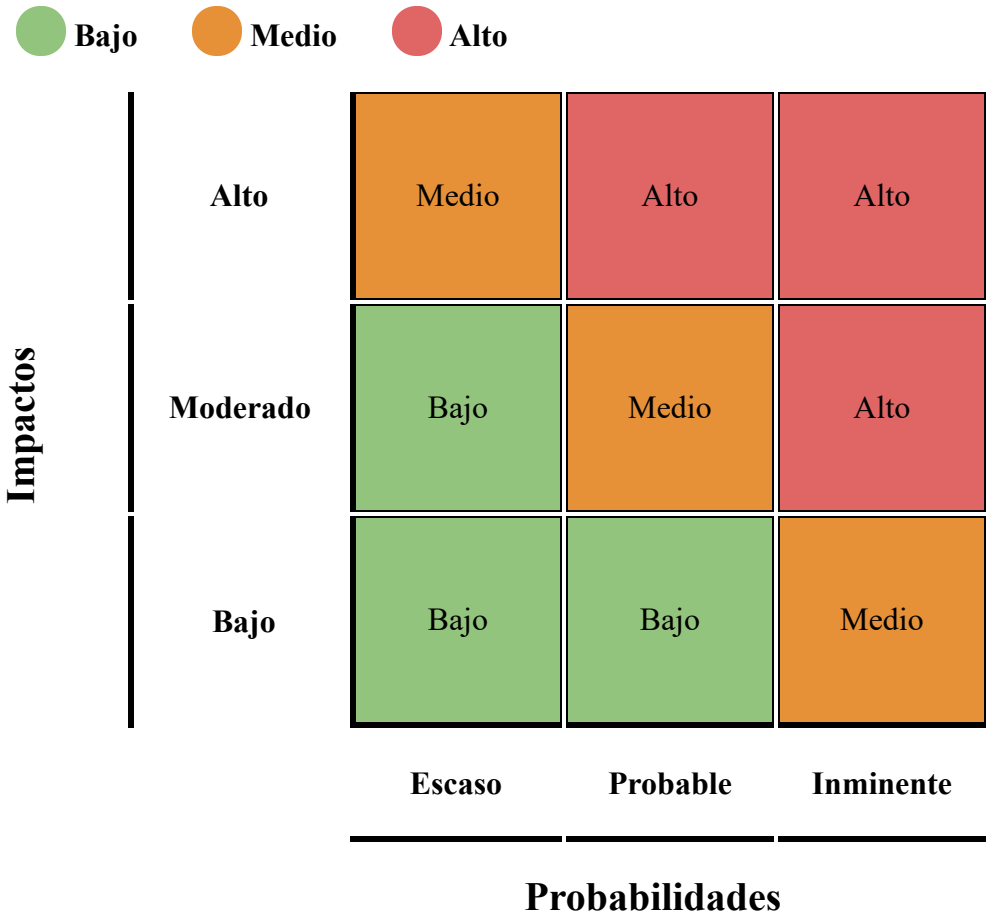 Bajo Medio Alto
Alto Medio Alto Alto
Impactos
Moderado Bajo Medio Alto
Bajo Bajo Bajo Medio
Escaso Probable Inminente
Probabilidades